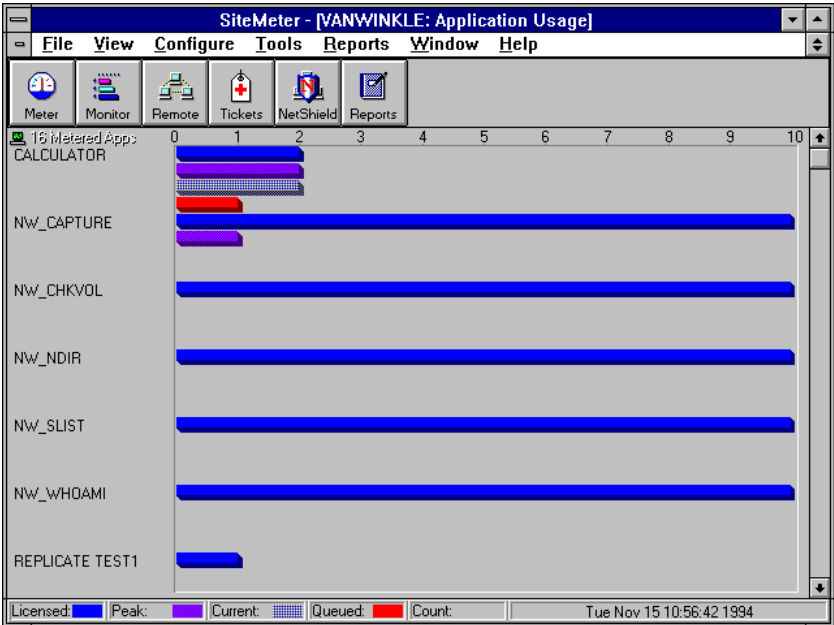 SiteMeter - [VANWINKLE: Application Usage]
File View Configure Tools Reports Window Help
Meter Monitor Remote Tickets NetShield Reports
16 Metered Apps 0 1 2 3 4 5 6 7 8 9 10
CALCULATOR
NW_CAPTURE
NW_CHKVOL
NW_NDIR
NW_SLIST
NW_WHOAMI
REPLICATE TEST1
Licensed: Peak: Current: Queued: Count: Tue Nov 15 10:56:42 1994